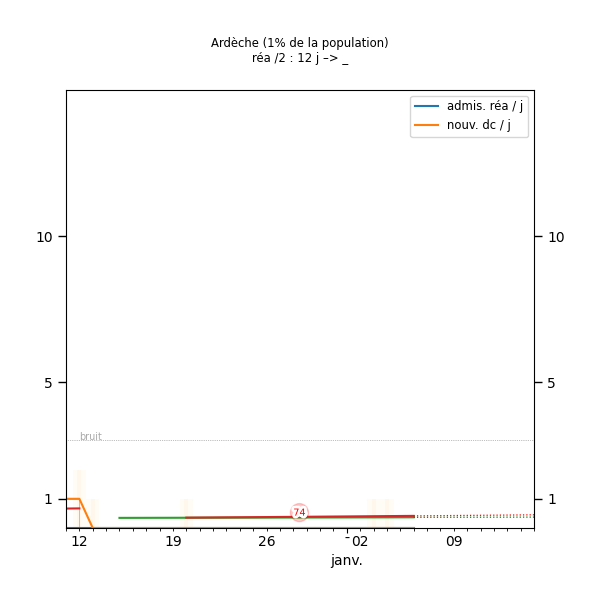 Ardèche (1% de la population)
réa /2 : 12 j –> _
admis. réa / j
nouv. dc / j
10
10
5
5
bruit
1
1
74
12
19
26
02
09
janv.